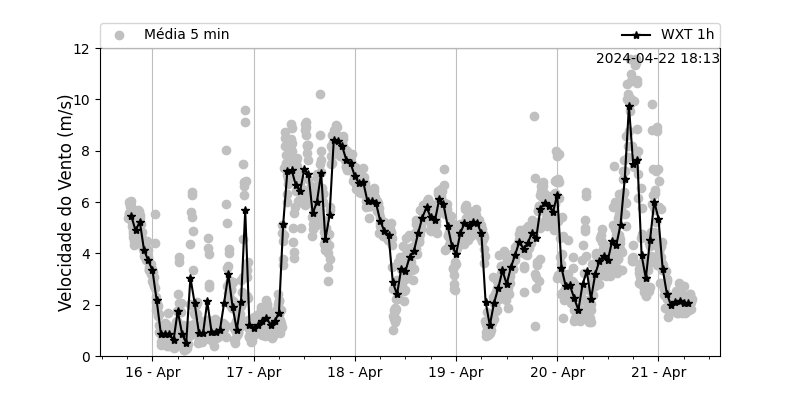 Média 5 min
WXT 1h
2024-04-22 18:13
Velocidade do Vento (m/s)
12
10
8
6
4
2
0
16 - Apr
17 - Apr
18 - Apr
19 - Apr
20 - Apr
21 - Apr